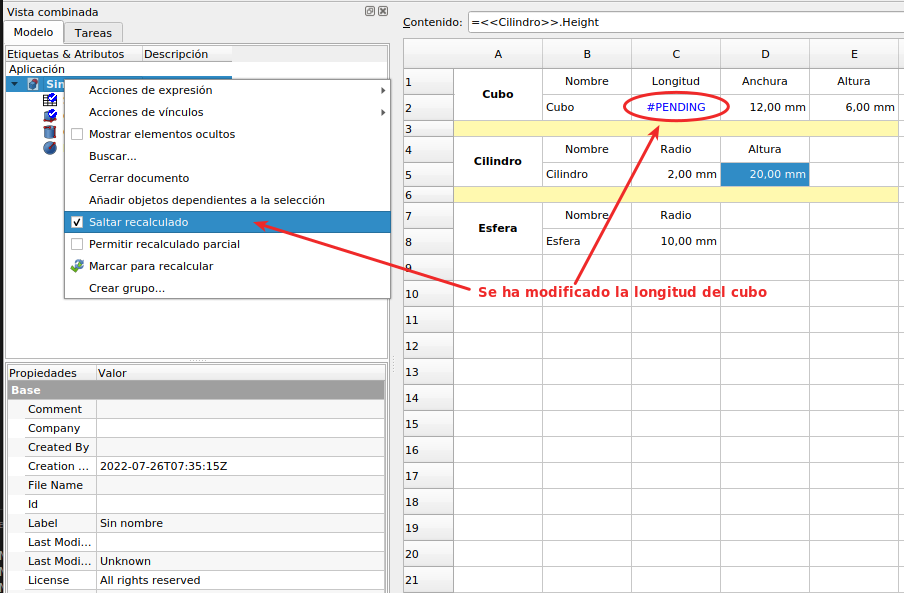 Vista combinada
Modelo
Tareas
Etiquetas & Atributos
Descripción
Aplicación
Sin
Acciones de expresión
Acciones de vínculos
Mostrar elementos ocultos
Buscar...
Cerrar documento
Añadir objetos dependientes a la selección
Saltar recalculado
Permitir recalculado parcial
Marcar para recalcular
Crear grupo...
Propiedades Valor
Base
Comment
Company
Created By
Creation ... 2022-07-26T07:35:15Z
File Name
Id
Label Sin nombre
Last Modi...
Last Modi... Unknown
License All rights reserved
Contenido: =<<Cilindro>>.Height
A B C D E
1 Cubo Nombre Longitud Anchura Altura
2 Cubo #PENDING 12,00 mm 6,00 mm
3
4 Cilindro Nombre Radio Altura
5 Cilindro 2,00 mm 20,00 mm
6
7 Esfera Nombre Radio
8 Esfera 10,00 mm
9
Se ha modificado la longitud del cubo
10
11
12
13
14
15
16
17
18
19
20
21